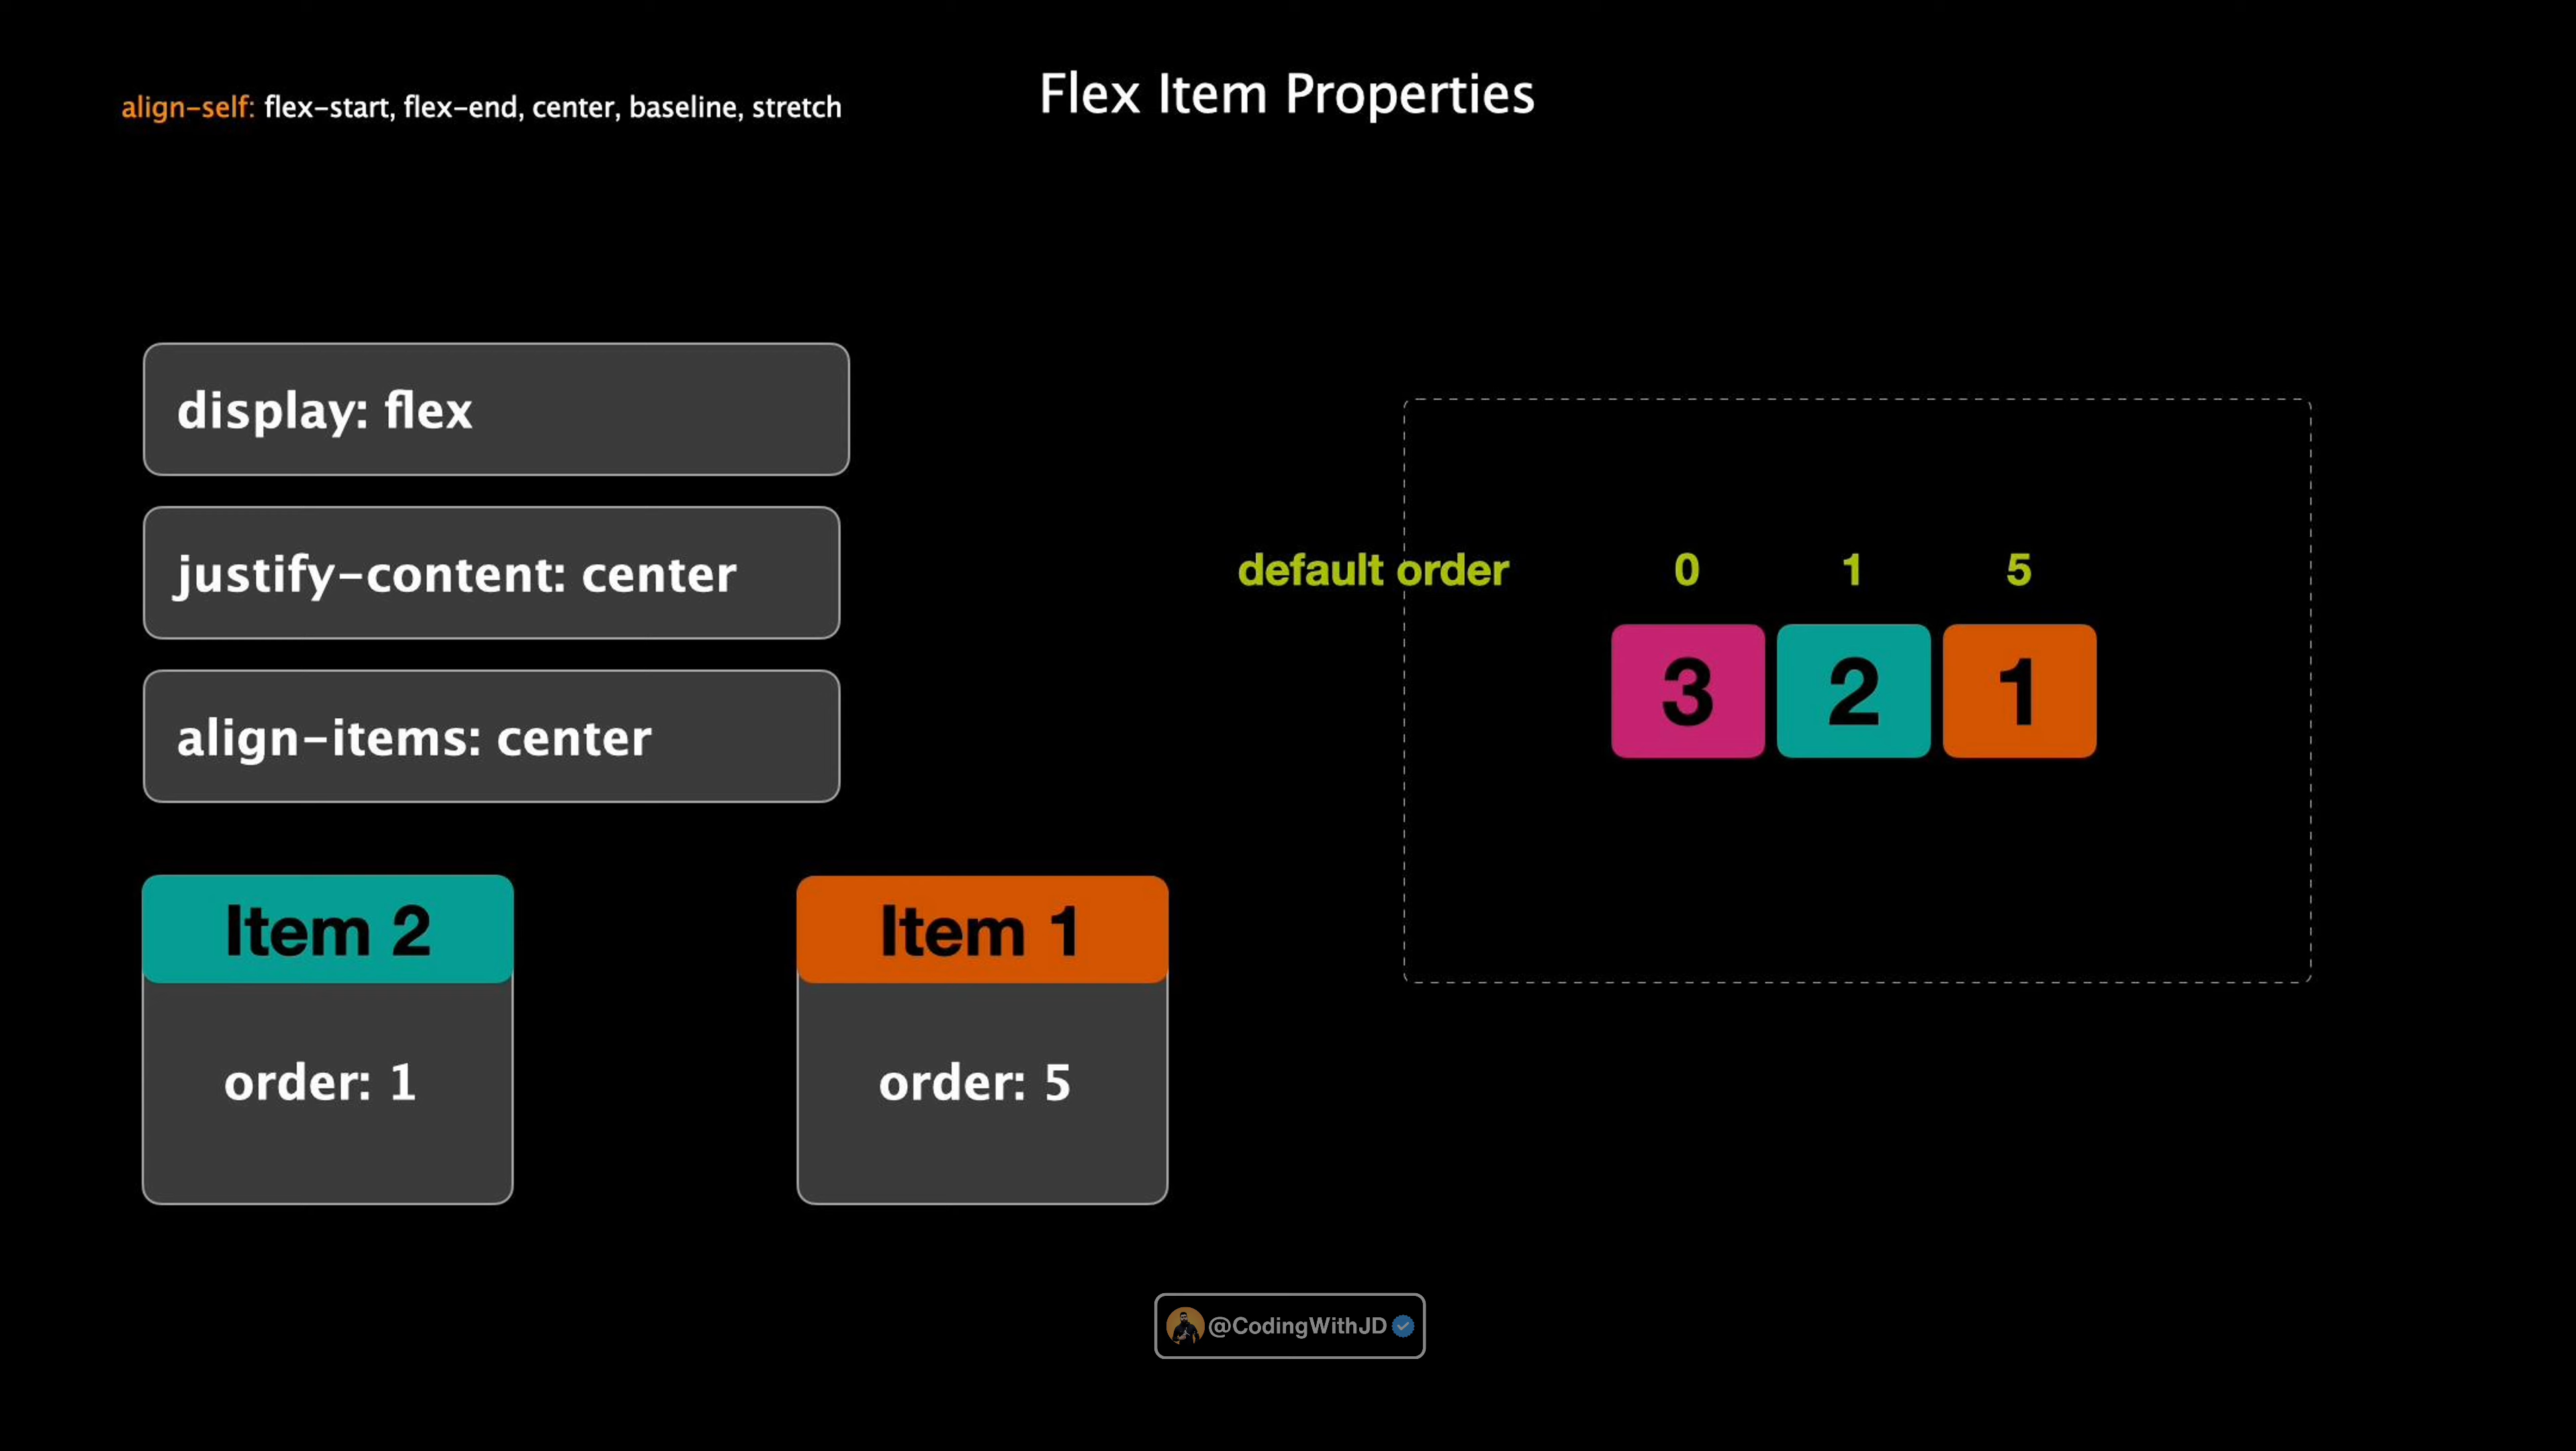 Flex Item Properties
align-self: flex-start, flex-end, center, baseline, stretch
display: flex
justify-content: center
align-items: center
default order 0 1 5
3 2 1
Item 2
order: 1
Item 1
order: 5
@CodingWithJD